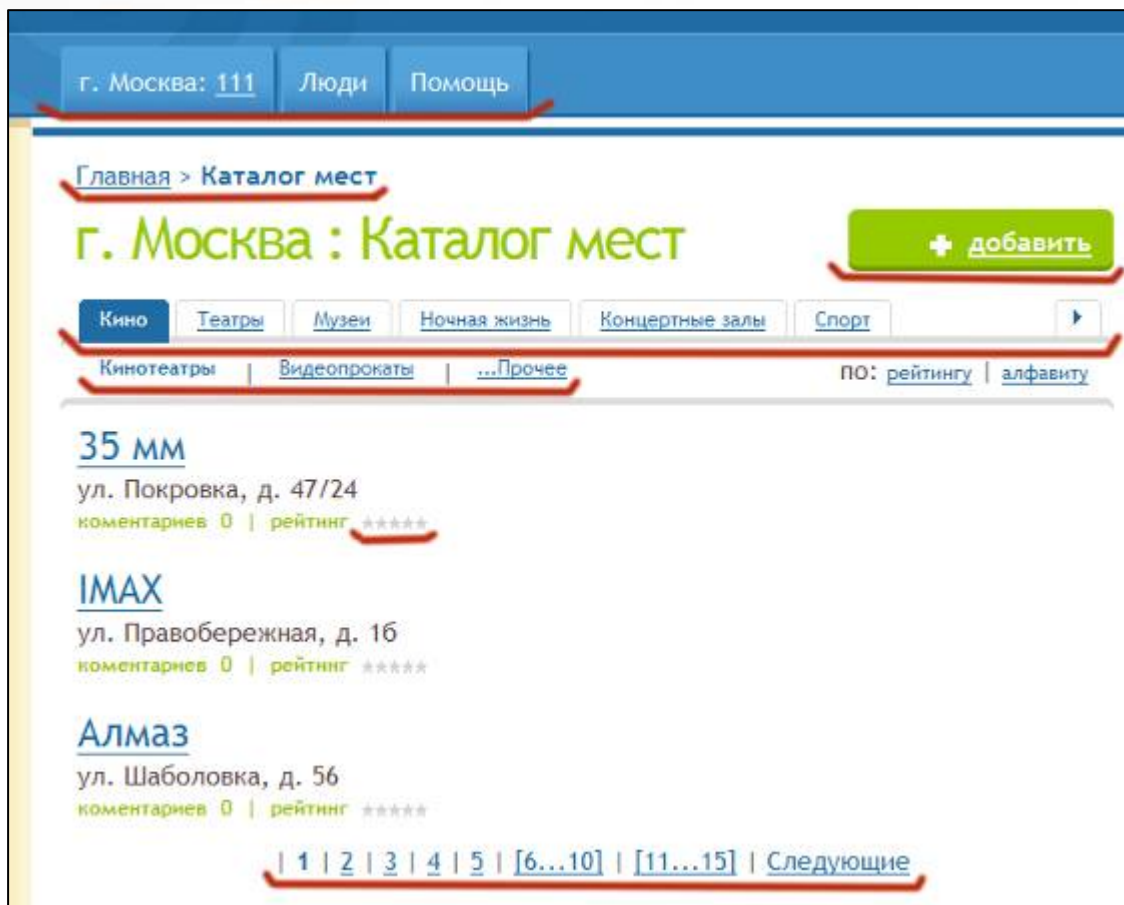 г. Москва: 111 Люди Помощь
Главная > Каталог мест
г. Москва : Каталог мест
+ добавить
Кино Театры Музеи Ночная жизнь Концертные залы Спорт
Кинотеатры | Видеопрокаты | ...Прочее по: рейтингу | алфавиту
35 мм
ул. Покровка, д. 47/24
коментариев 0 | рейтинг
IMAX
ул. Правобережная, д. 1б
коментариев 0 | рейтинг
Алмаз
ул. Шаболовка, д. 56
коментариев 0 | рейтинг
| 1 | 2 | 3 | 4 | 5 | [6...10] | [11...15] | Следующие